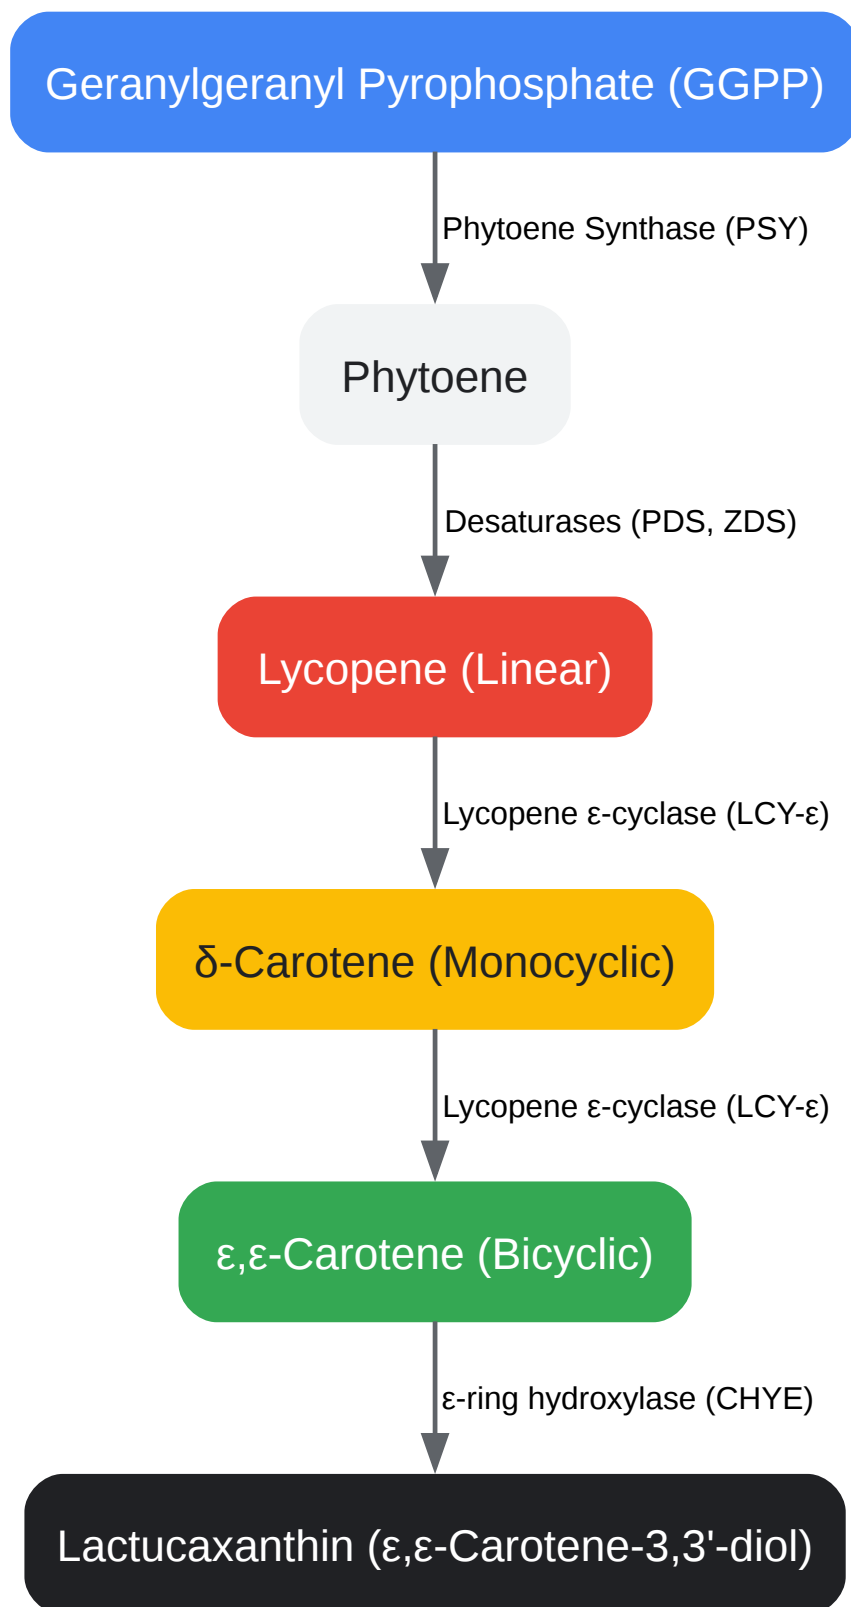 Geranylgeranyl Pyrophosphate (GGPP)
Phytoene Synthase (PSY)
Phytoene
Desaturases (PDS, ZDS)
Lycopene (Linear)
Lycopene ε-cyclase (LCY-ε)
δ-Carotene (Monocyclic)
Lycopene ε-cyclase (LCY-ε)
ε,ε-Carotene (Bicyclic)
ε-ring hydroxylase (CHYE)
Lactucaxanthin (ε,ε-Carotene-3,3'-diol)